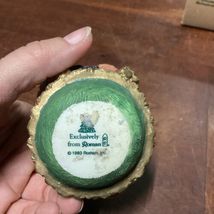 Exclusively
from Roman
© 1983 Roman, Inc.